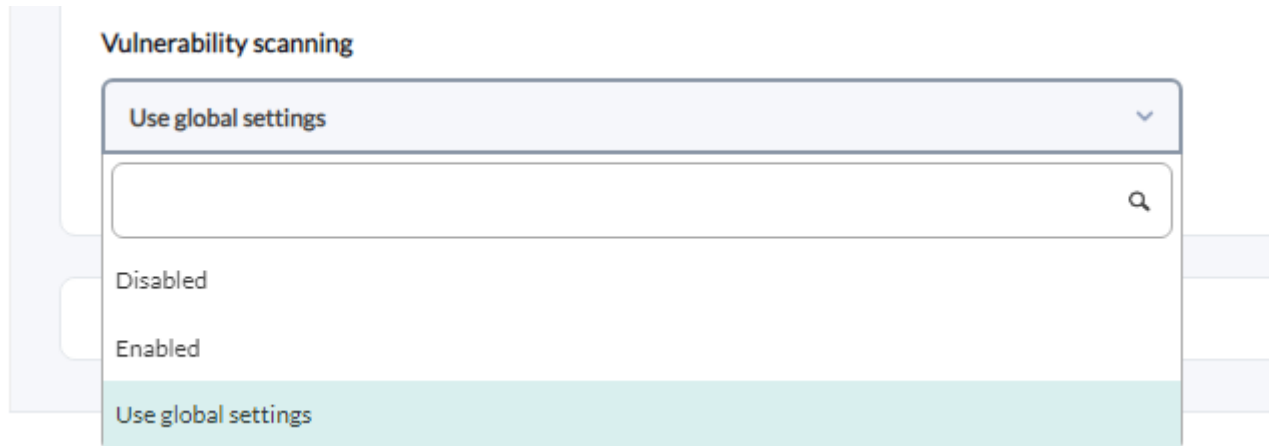 Vulnerability scanning
Use global settings
Disabled
Enabled
Use global settings